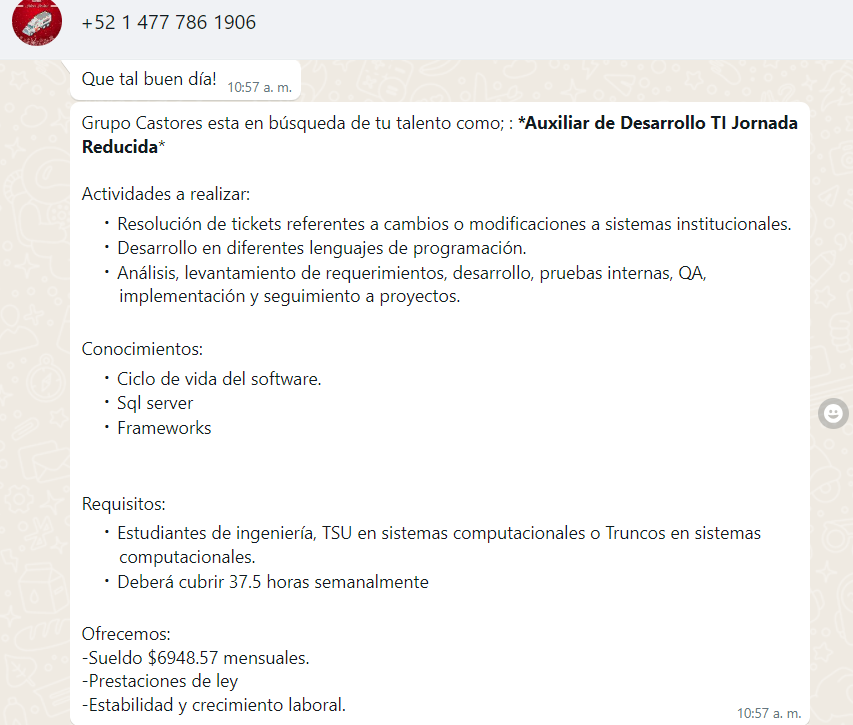 +52 1 477 786 1906
Que tal buen día!
10:57 a. m.
Grupo Castores esta en búsqueda de tu talento como; : *Auxiliar de Desarrollo TI Jornada
Reducida*
Actividades a realizar:
• Resolución de tickets referentes a cambios o modificaciones a sistemas institucionales.
• Desarrollo en diferentes lenguajes de programación.
• Análisis, levantamiento de requerimientos, desarrollo, pruebas internas, QA,
implementación y seguimiento a proyectos.
Conocimientos:
• Ciclo de vida del software.
• Sql server
• Frameworks
Requisitos:
• Estudiantes de ingeniería, TSU en sistemas computacionales o Truncos en sistemas
computacionales.
• Deberá cubrir 37.5 horas semanalmente
Ofrecemos:
-Sueldo $6948.57 mensuales.
-Prestaciones de ley
-Estabilidad y crecimiento laboral.
10:57 a. m.